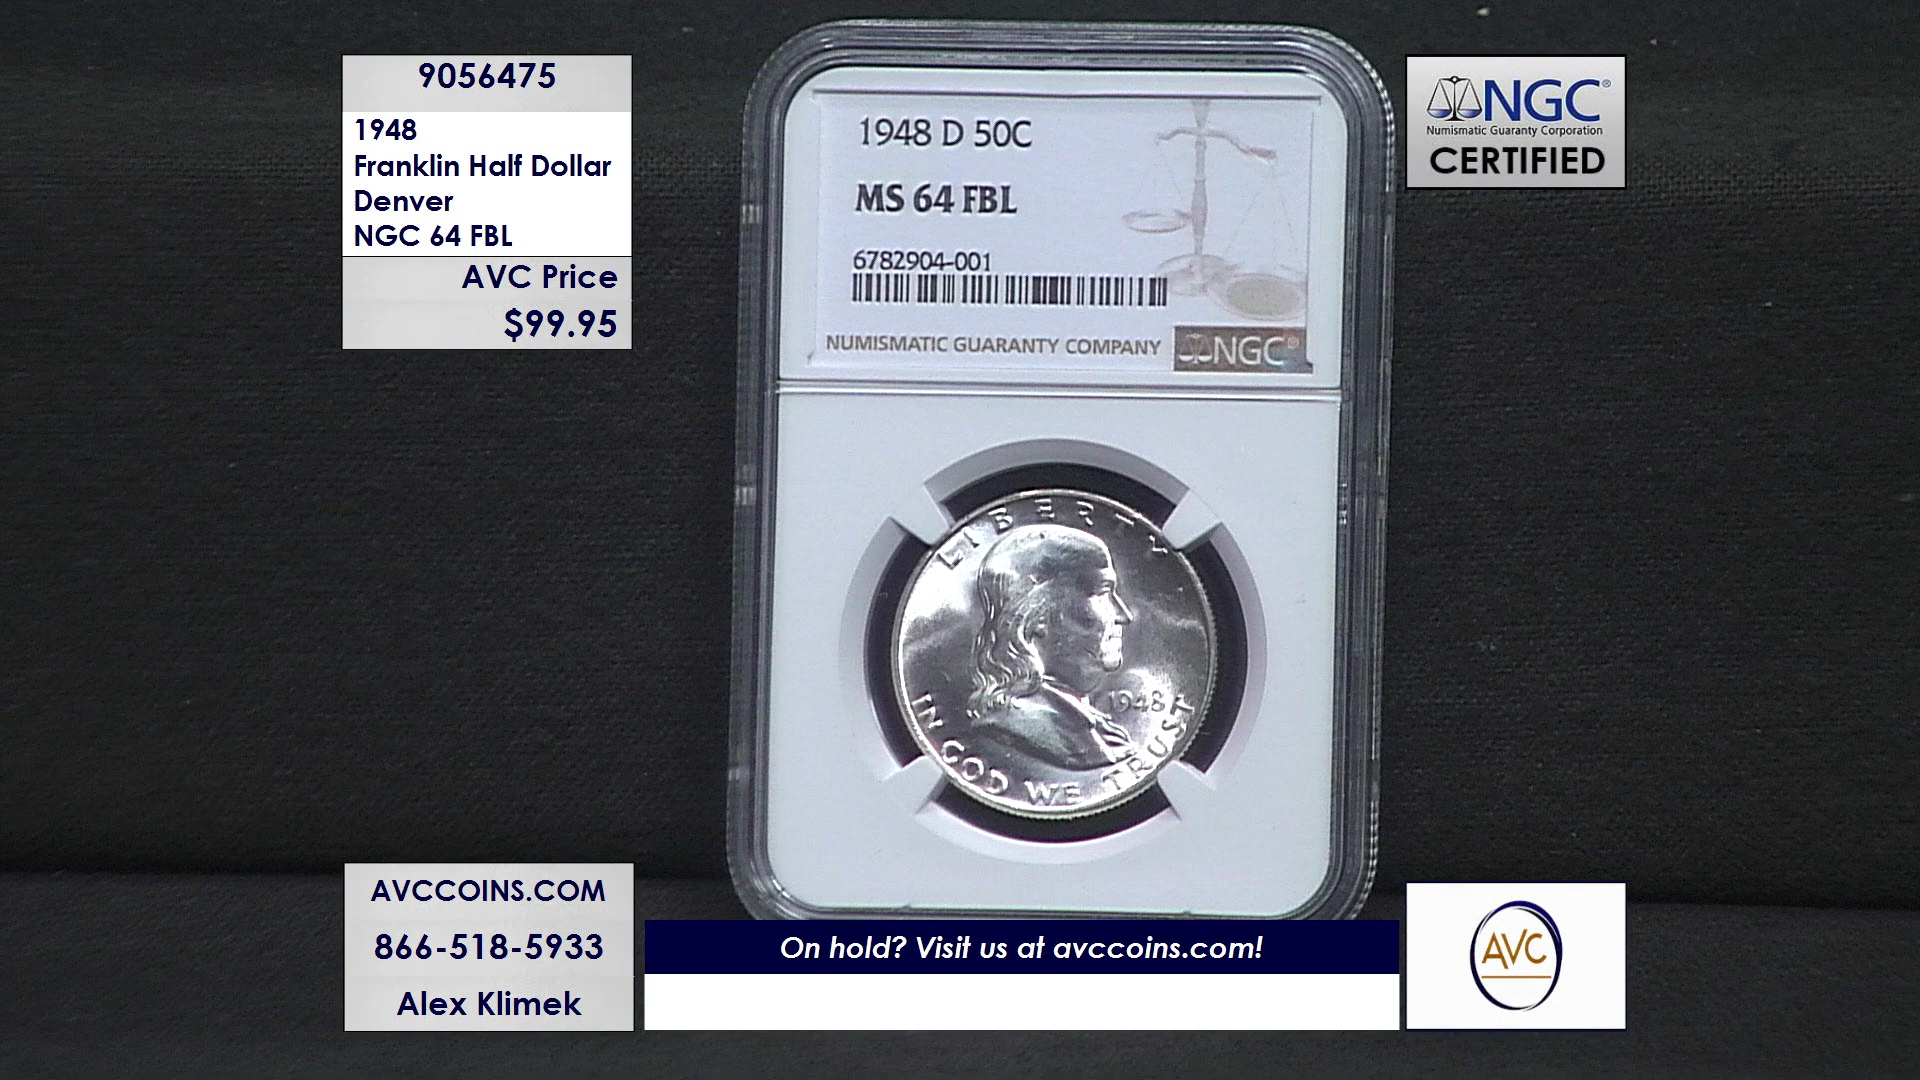 9056475
1948
Franklin Half Dollar
Denver
NGC 64 FBL
AVC Price
$99.95
1948 D 50C
MS 64 FBL
6782904-001
NUMISMATIC GUARANTY COMPANY
NGC®
LIBERTY
1948
IN GOD WE TRUST
NGC®
Numismatic Guaranty Corporation
CERTIFIED
AVCCOINS.COM
866-518-5933
Alex Klimek
On hold? Visit us at avccoins.com!
AVC